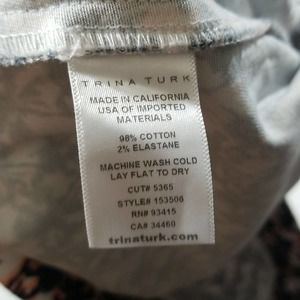 TRINA TURK
MADE IN CALIFORNIA
USA OF IMPORTED
MATERIALS
98% COTTON
2% ELASTANE
MACHINE WASH COLD
LAY FLAT TO DRY
CUT# 5365
STYLE# 153506
RN# 93415
CA# 34460
trinaturk.com